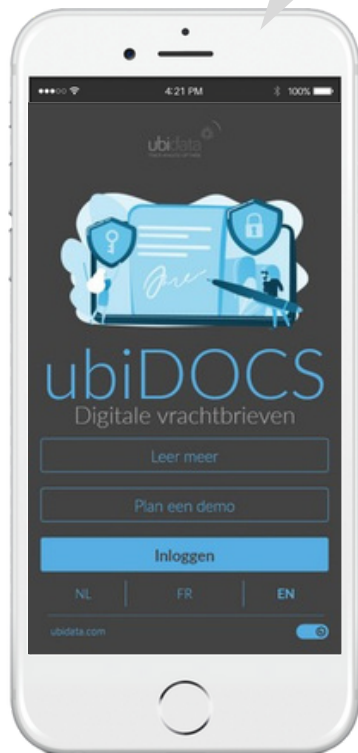 4:21 PM
100%
ubidata
ubiDOCS
Digitale vrachtbrieven
Leer meer
Plan een demo
Inloggen
NL
FR
EN
ubidata.com